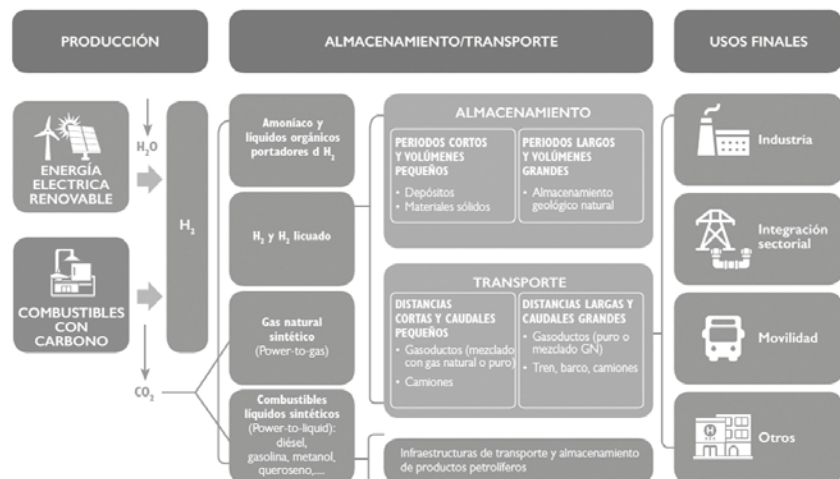 PRODUCCIÓN
ALMACENAMIENTO/TRANSPORTE
USOS FINALES
H2O
ENERGÍA
ELECTRICA
RENOVABLE
COMBUSTIBLES
CON
CARBONO
CO2
H2
Amoniaco y
líquidos orgánicos
portadores d H2
H2 y H2 licuado
Gas natural
sintético
(Power-to-gas)
Combustibles
líquidos sintéticos
(Power-to-liquid):
diésel,
gasolina, metanol,
queroseno,....
ALMACENAMIENTO
PERIODOS CORTOS
Y VOLÚMENES
PEQUEÑOS
• Depósitos
• Materiales sólidos
PERIODOS LARGOS
Y VOLÚMENES
GRANDES
• Almacenamiento
geológico natural
TRANSPORTE
DISTANCIAS
CORTAS Y CAUDALES
PEQUEÑOS
• Gasoductos (mezclado
con gas natural o puro)
• Camiones
DISTANCIAS LARGAS Y
CAUDALES GRANDES
• Gasoductos (puro o
mezclado GN)
• Tren, barco, camiones
Infraestructuras de transporte y almacenamiento
de productos petrolíferos
Industria
Integración
sectorial
Movilidad
H
Otros